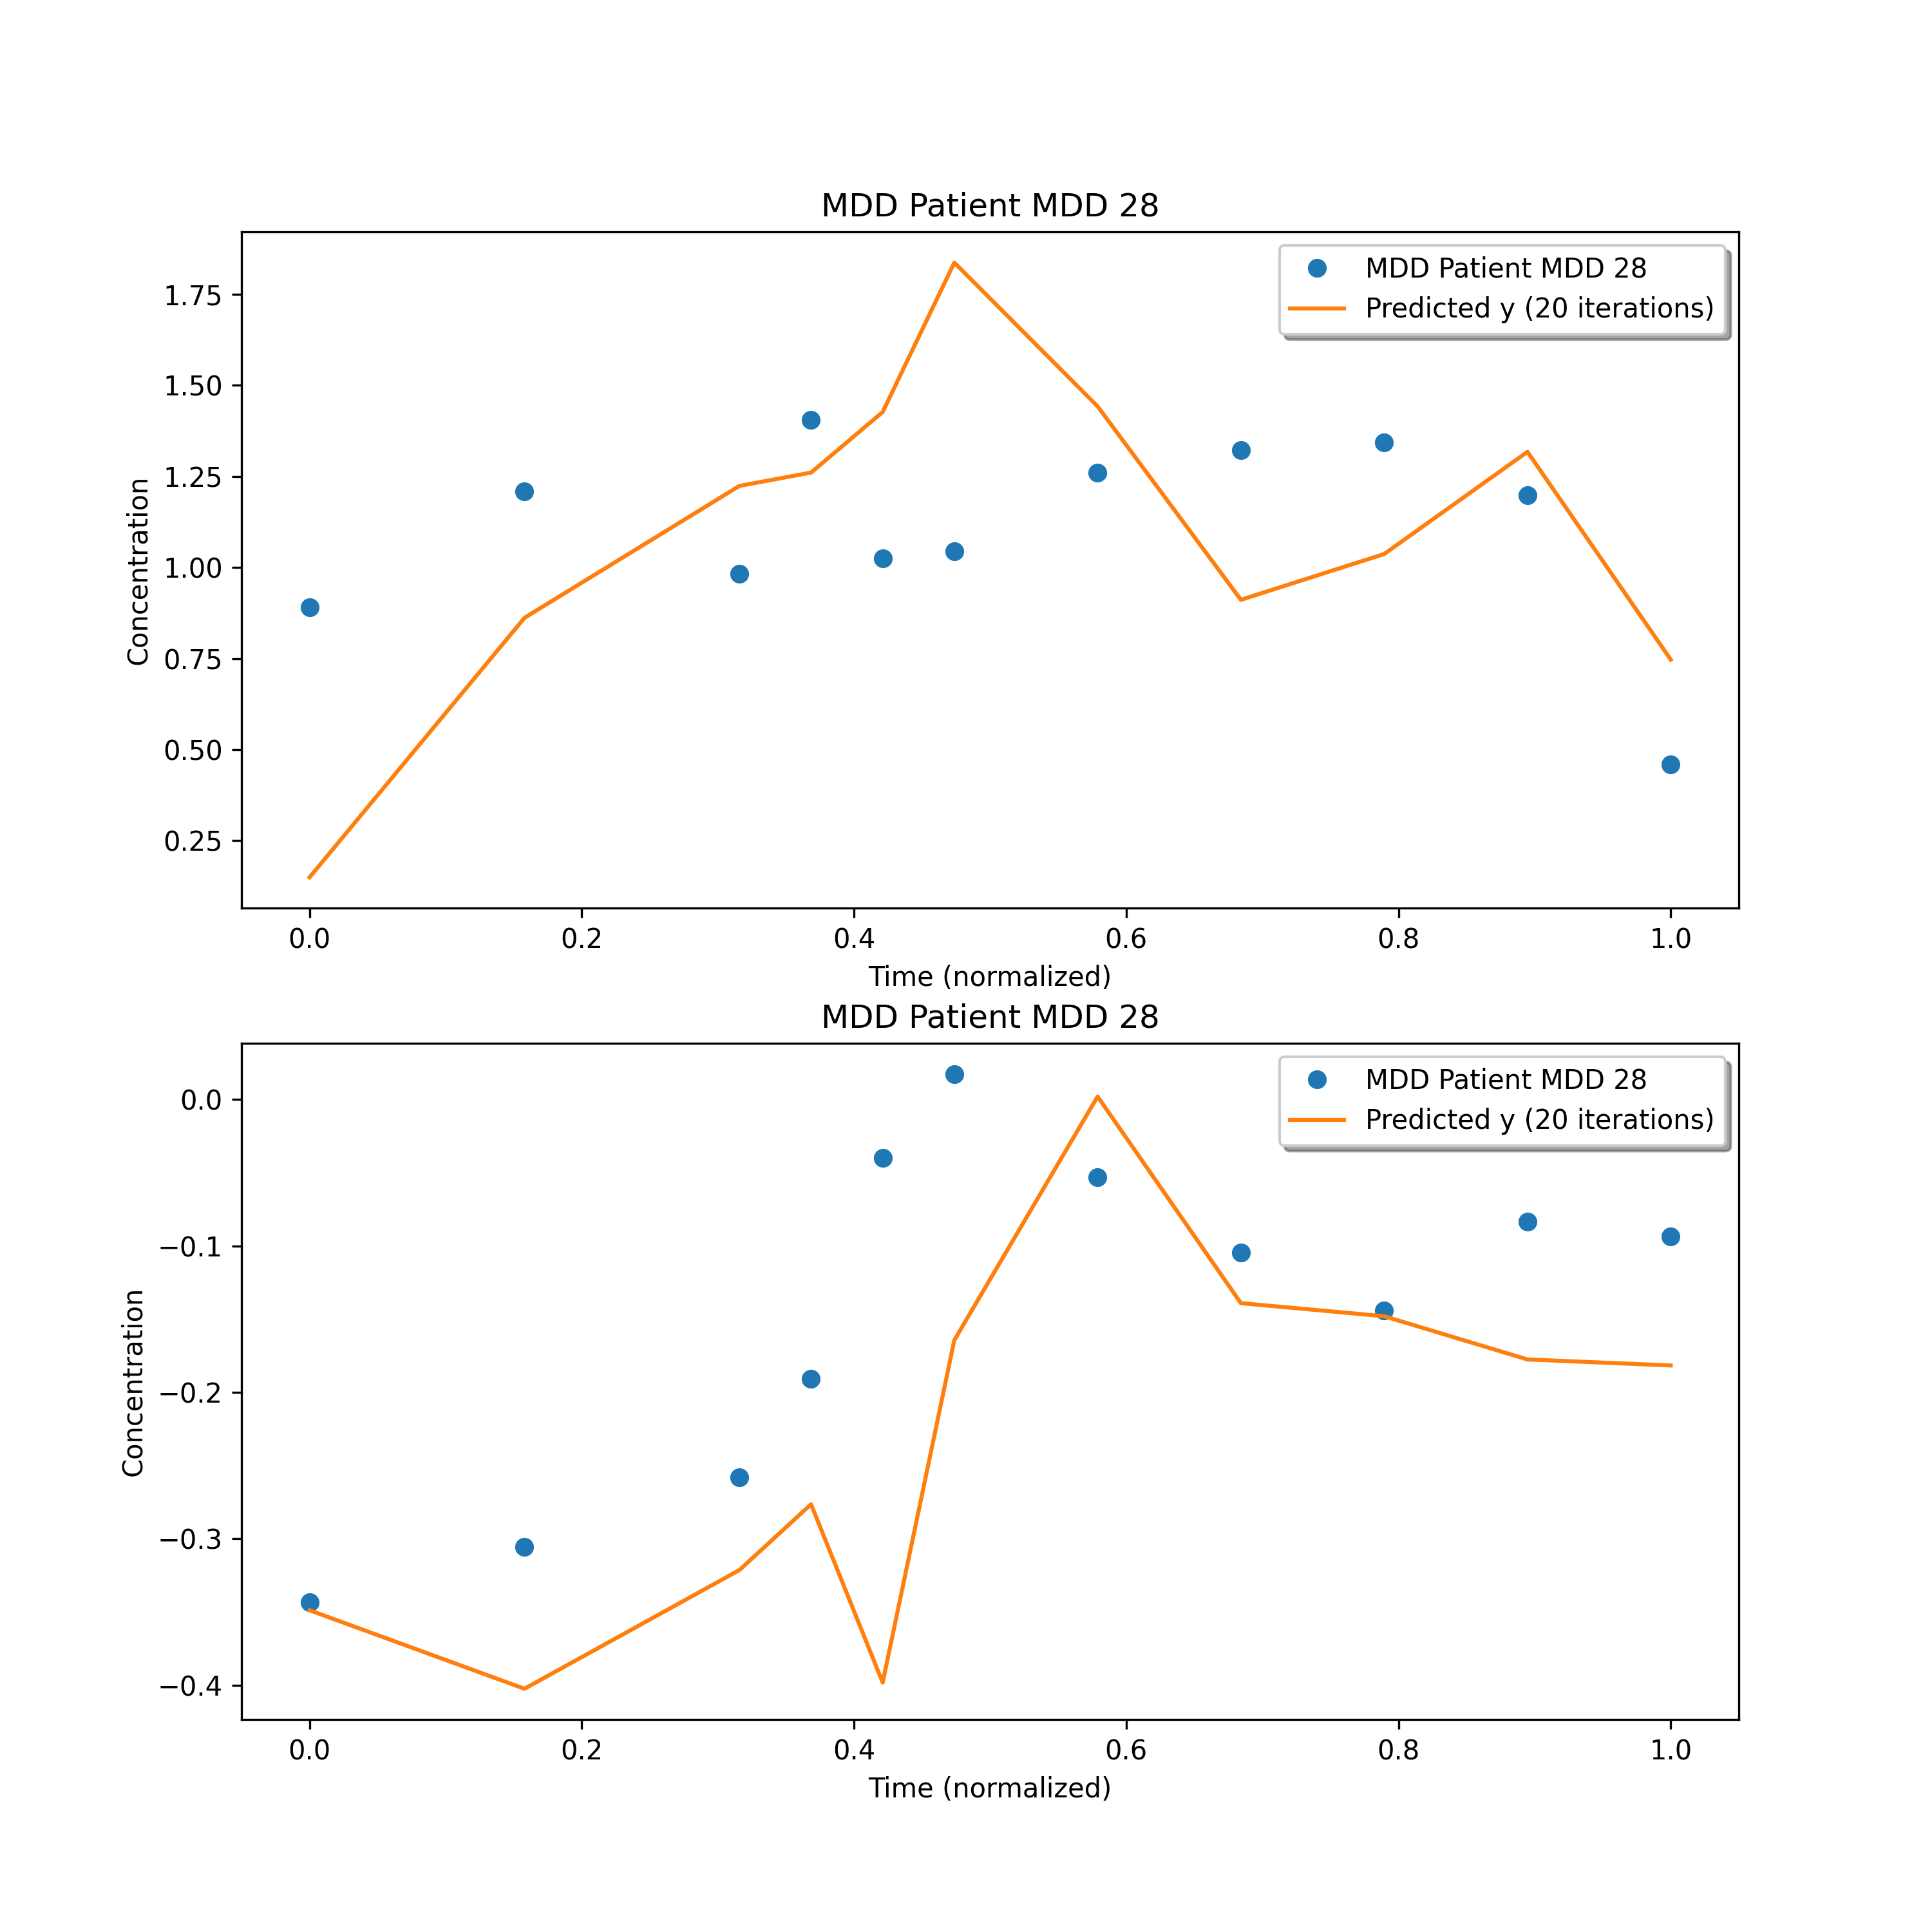 MDD Patient MDD 28
MDD Patient MDD 28
Predicted y (20 iterations)
Concentration
1.75
1.50
1.25
1.00
0.75
0.50
0.25
0.0 0.2 0.4 0.6 0.8 1.0
Time (normalized)
MDD Patient MDD 28
MDD Patient MDD 28
Predicted y (20 iterations)
Concentration
0.0
−0.1
−0.2
−0.3
−0.4
0.0 0.2 0.4 0.6 0.8 1.0
Time (normalized)